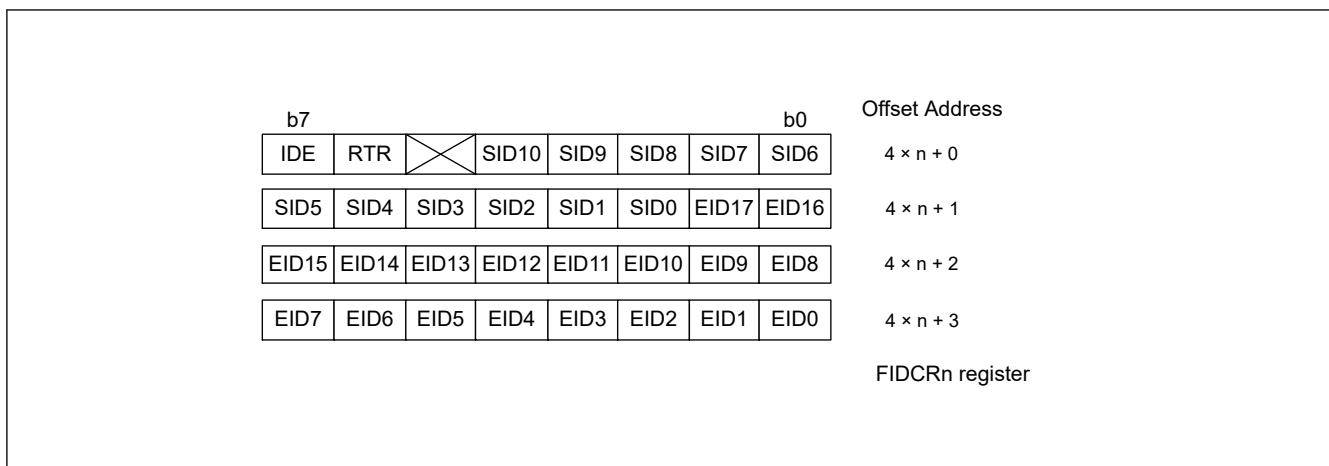 b7 b0 Offset Address
IDE RTR SID10 SID9 SID8 SID7 SID6 4 × n + 0
SID5 SID4 SID3 SID2 SID1 SID0 EID17 EID16 4 × n + 1
EID15 EID14 EID13 EID12 EID11 EID10 EID9 EID8 4 × n + 2
EID7 EID6 EID5 EID4 EID3 EID2 EID1 EID0 4 × n + 3
FIDCRn register